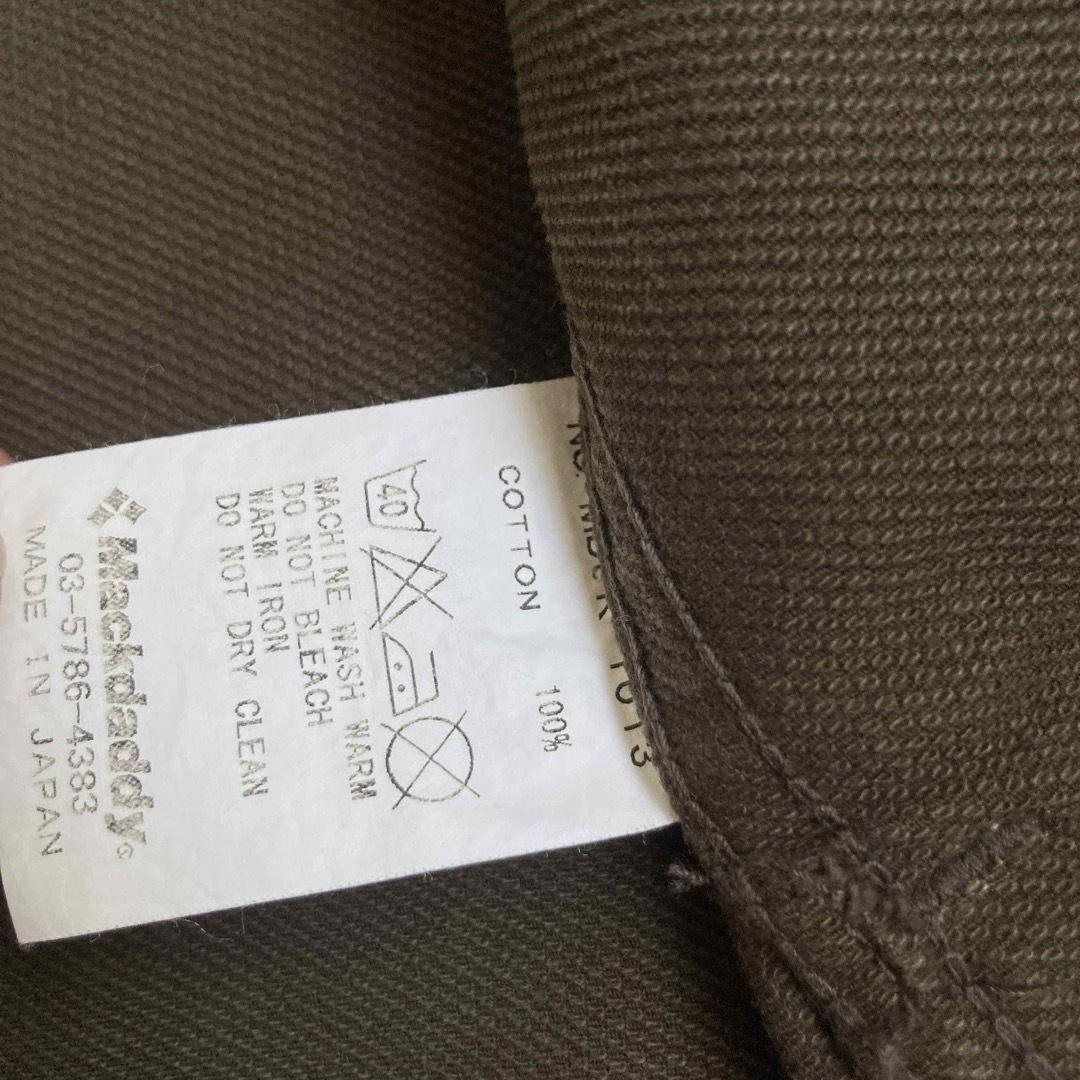 COTTON 100%
40
MACHINE WASH WARM
DO NOT BLEACH
WARM IRON
DO NOT DRY CLEAN
Mackdaddy
03-5786-4383
MADE IN JAPAN